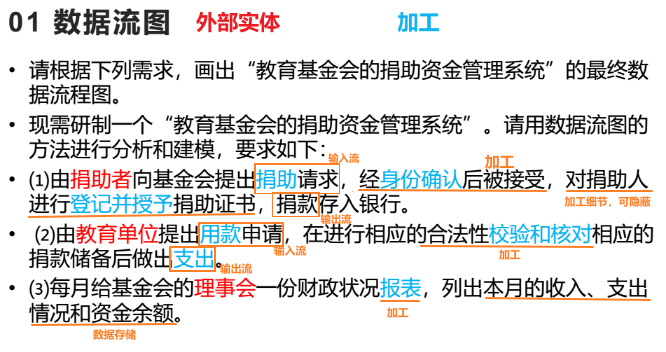 01 数据流图 外部实体 加工
• 请根据下列需求，画出“教育基金会的捐助资金管理系统”的最终数
据流程图。
• 现需研制一个“教育基金会的捐助资金管理系统”。请用数据流图的
方法进行分析和建模，要求如下：
输入流 加工
• ⑴由捐助者向基金会提出捐助请求，经身份确认后被接受，对捐助人
加工细节，可隐蔽
进行登记并授予捐助证书，捐款存入银行。
输出流
• ⑵由教育单位提出用款申请，在进行相应的合法性校验和核对相应的
输入流 加工
捐款储备后做出支出。
输出流
• ⑶每月给基金会的理事会一份财政状况报表，列出本月的收入、支出
加工
情况和资金余额。
数据存储